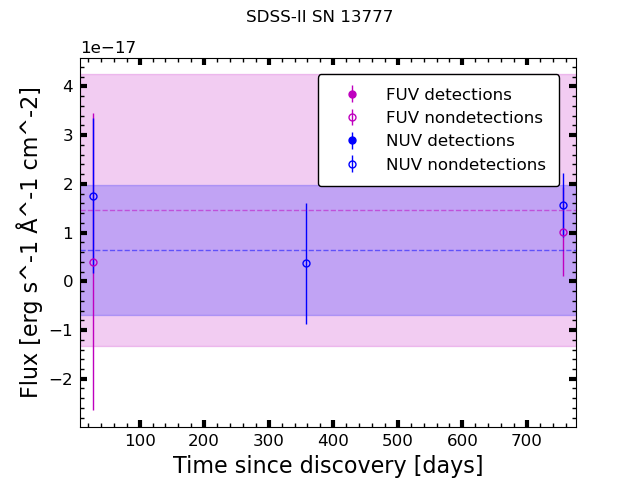 SDSS-II SN 13777
1e−17
4
3
2
1
0
−1
−2
Flux [erg s^-1 Å^-1 cm^-2]
FUV detections
FUV nondetections
NUV detections
NUV nondetections
100 200 300 400 500 600 700
Time since discovery [days]